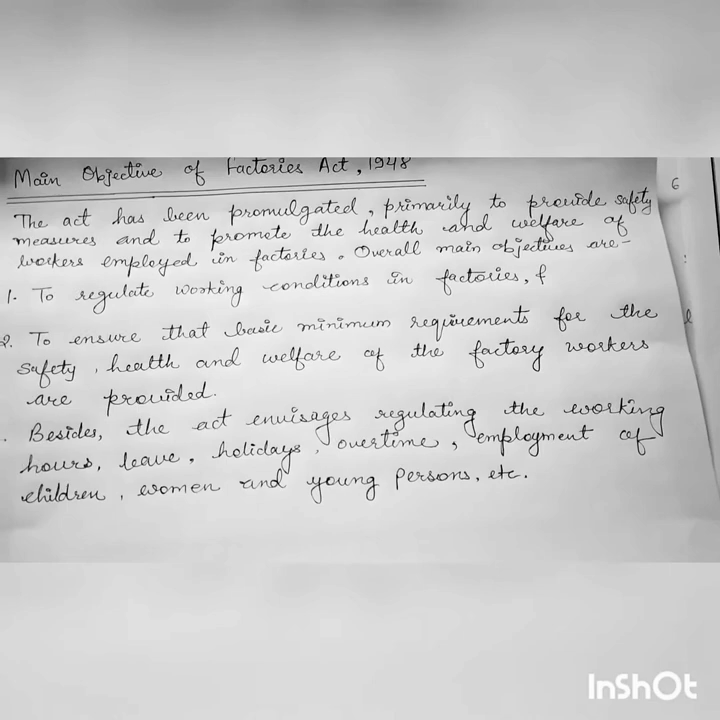 Main Objective of Factories Act, 1948
The act has been promulgated, primarily to provide safety
measures and to promote the health and welfare of
workers employed in factories. Overall main objectives are-
1. To regulate working conditions in factories, &
2. To ensure that basic minimum requirements for the
safety, health and welfare of the factory workers
are provided.
. Besides, the act envisages regulating the working
hours, leave, holidays, overtime, employment of
children, women and young persons, etc.
6
InShOt